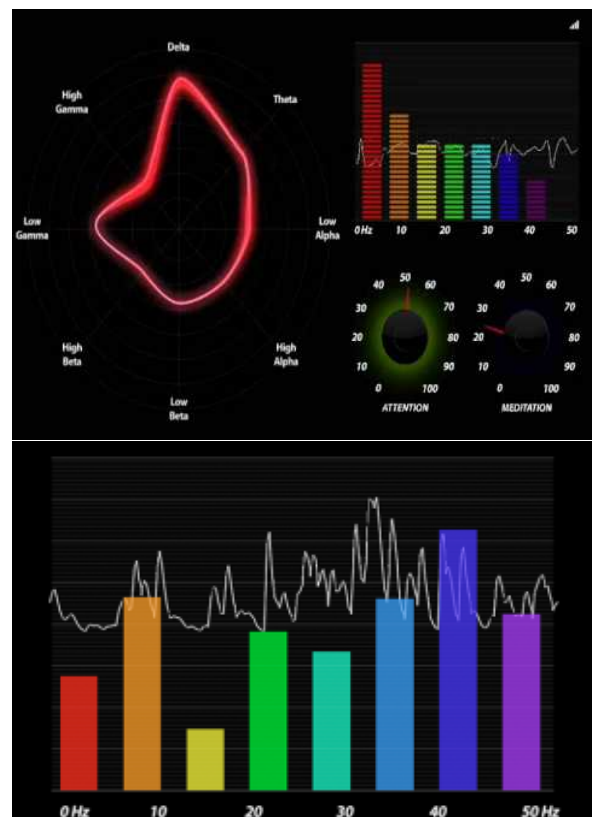 Delta
High
Gamma
Theta
Low
Gamma
Low
Alpha
High
Beta
High
Alpha
Low
Beta
0Hz 10 20 30 40 50
0 10 20 30 40 50 60 70 80 90 100
ATTENTION
0 10 20 30 40 50 60 70 80 90 100
MEDITATION
0 Hz 10 20 30 40 50 Hz